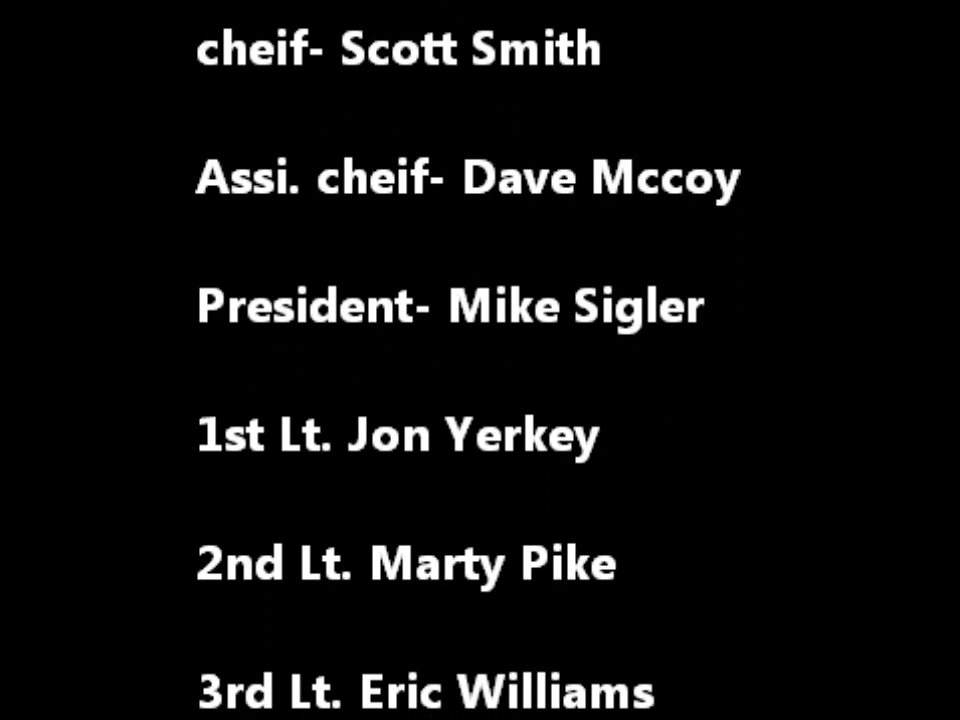 cheif- Scott Smith
Assi. cheif- Dave Mccoy
President- Mike Sigler
1st Lt. Jon Yerkey
2nd Lt. Marty Pike
3rd Lt. Eric Williams